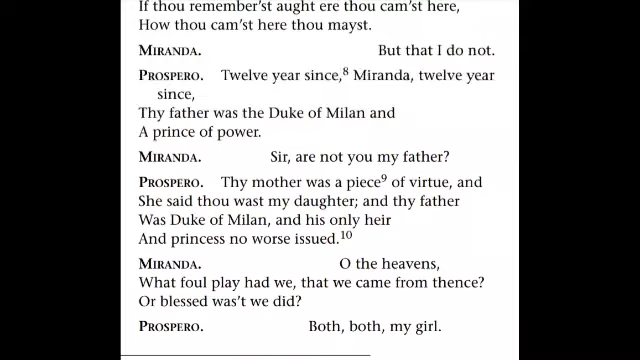 If thou remember'st aught ere thou cam'st here,
How thou cam'st here thou mayst.
MIRANDA. But that I do not.
PROSPERO. Twelve year since,8 Miranda, twelve year
since,
Thy father was the Duke of Milan and
A prince of power.
MIRANDA. Sir, are not you my father?
PROSPERO. Thy mother was a piece9 of virtue, and
She said thou wast my daughter; and thy father
Was Duke of Milan, and his only heir
And princess no worse issued.10
MIRANDA. O the heavens,
What foul play had we, that we came from thence?
Or blessed was't we did?
PROSPERO. Both, both, my girl.